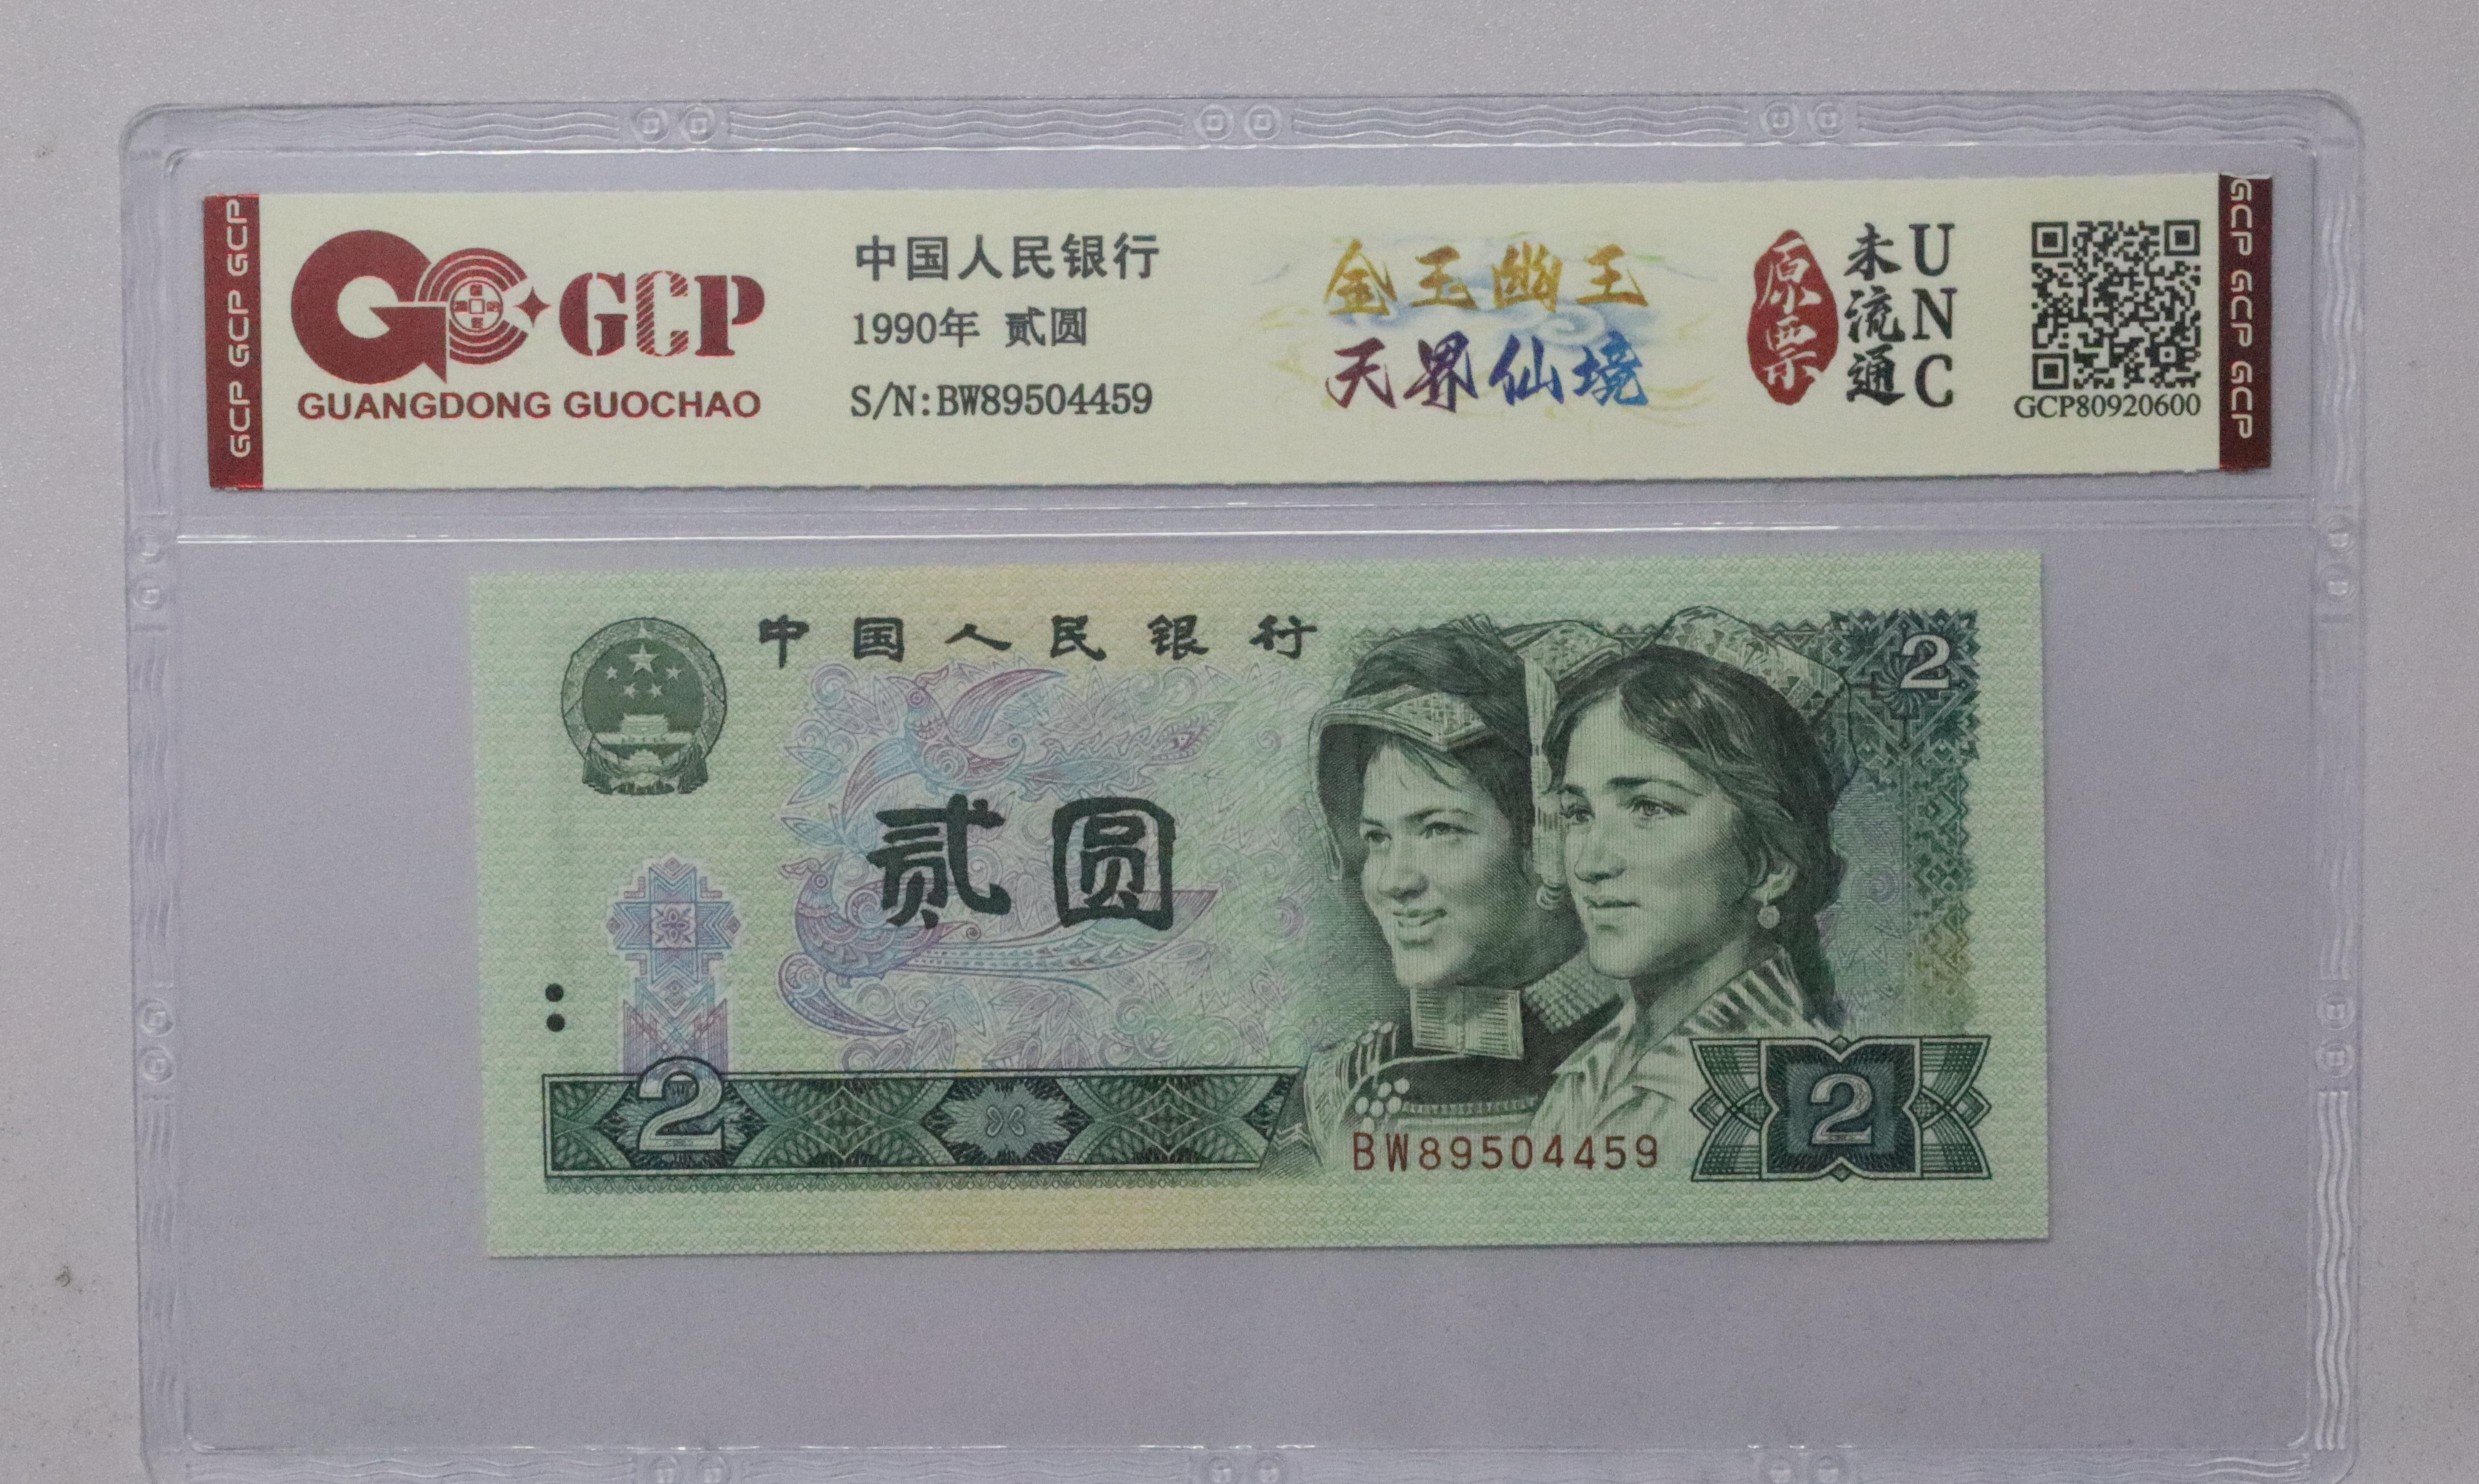 GCP GCP GCP
GCP
GUANGDONG GUOCHAO
中国人民银行
1990年 贰圆
S/N:BW89504459
金玉幽王
天界仙境
原票
未流通
UNC
GCP80920600
GCP GCP GCP
中国人民银行
2
贰圆
2
BW89504459
2